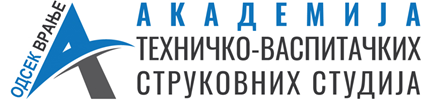 ОДСЕК ВРАЊЕ
АКАДЕМИЈА
ТЕХНИЧКО-ВАСПИТАЧКИХ
СТРУКОВНИХ СТУДИЈА